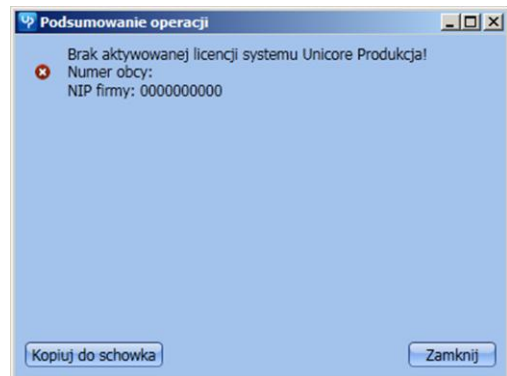 Podsumowanie operacji
Brak aktywowanej licencji systemu Unicore Produkcja!
Numer obcy:
NIP firmy: 0000000000
Kopiuj do schowka
Zamknij